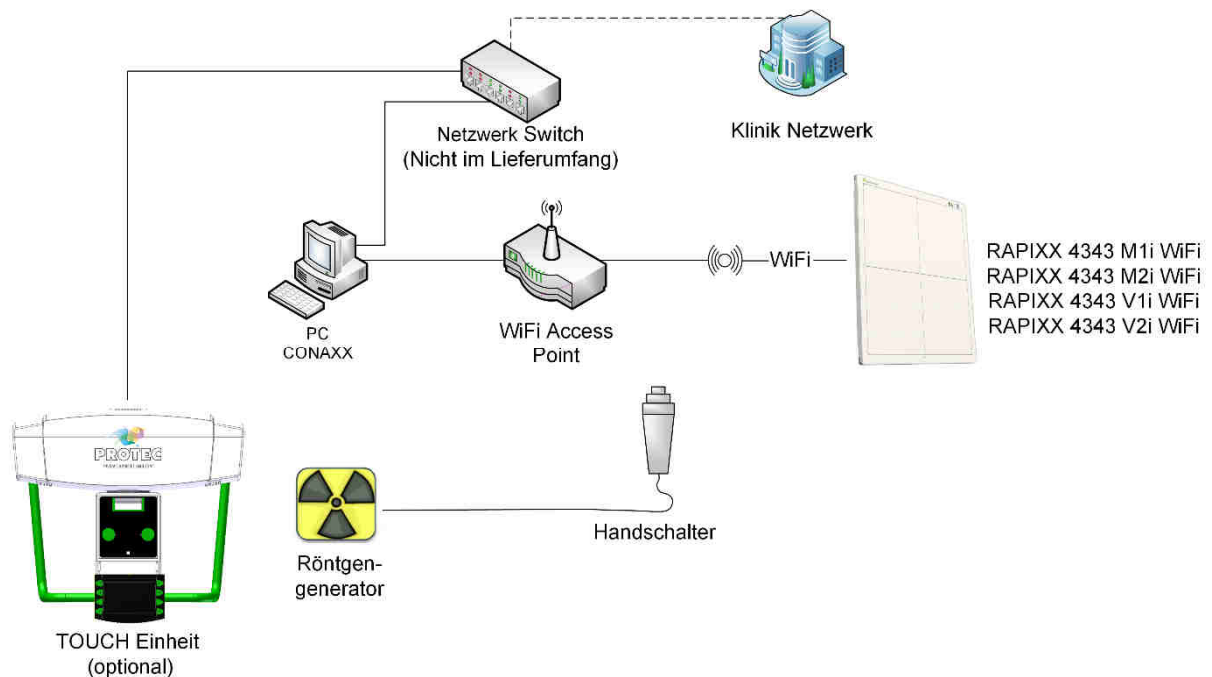 Netzwerk Switch
(Nicht im Lieferumfang)
Klinik Netzwerk
PC
CONAXX
WiFi Access
Point
WiFi
RAPIXX 4343 M1i WiFi
RAPIXX 4343 M2i WiFi
RAPIXX 4343 V1i WiFi
RAPIXX 4343 V2i WiFi
PROTEC
Röntgen-
generator
Handschalter
TOUCH Einheit
(optional)